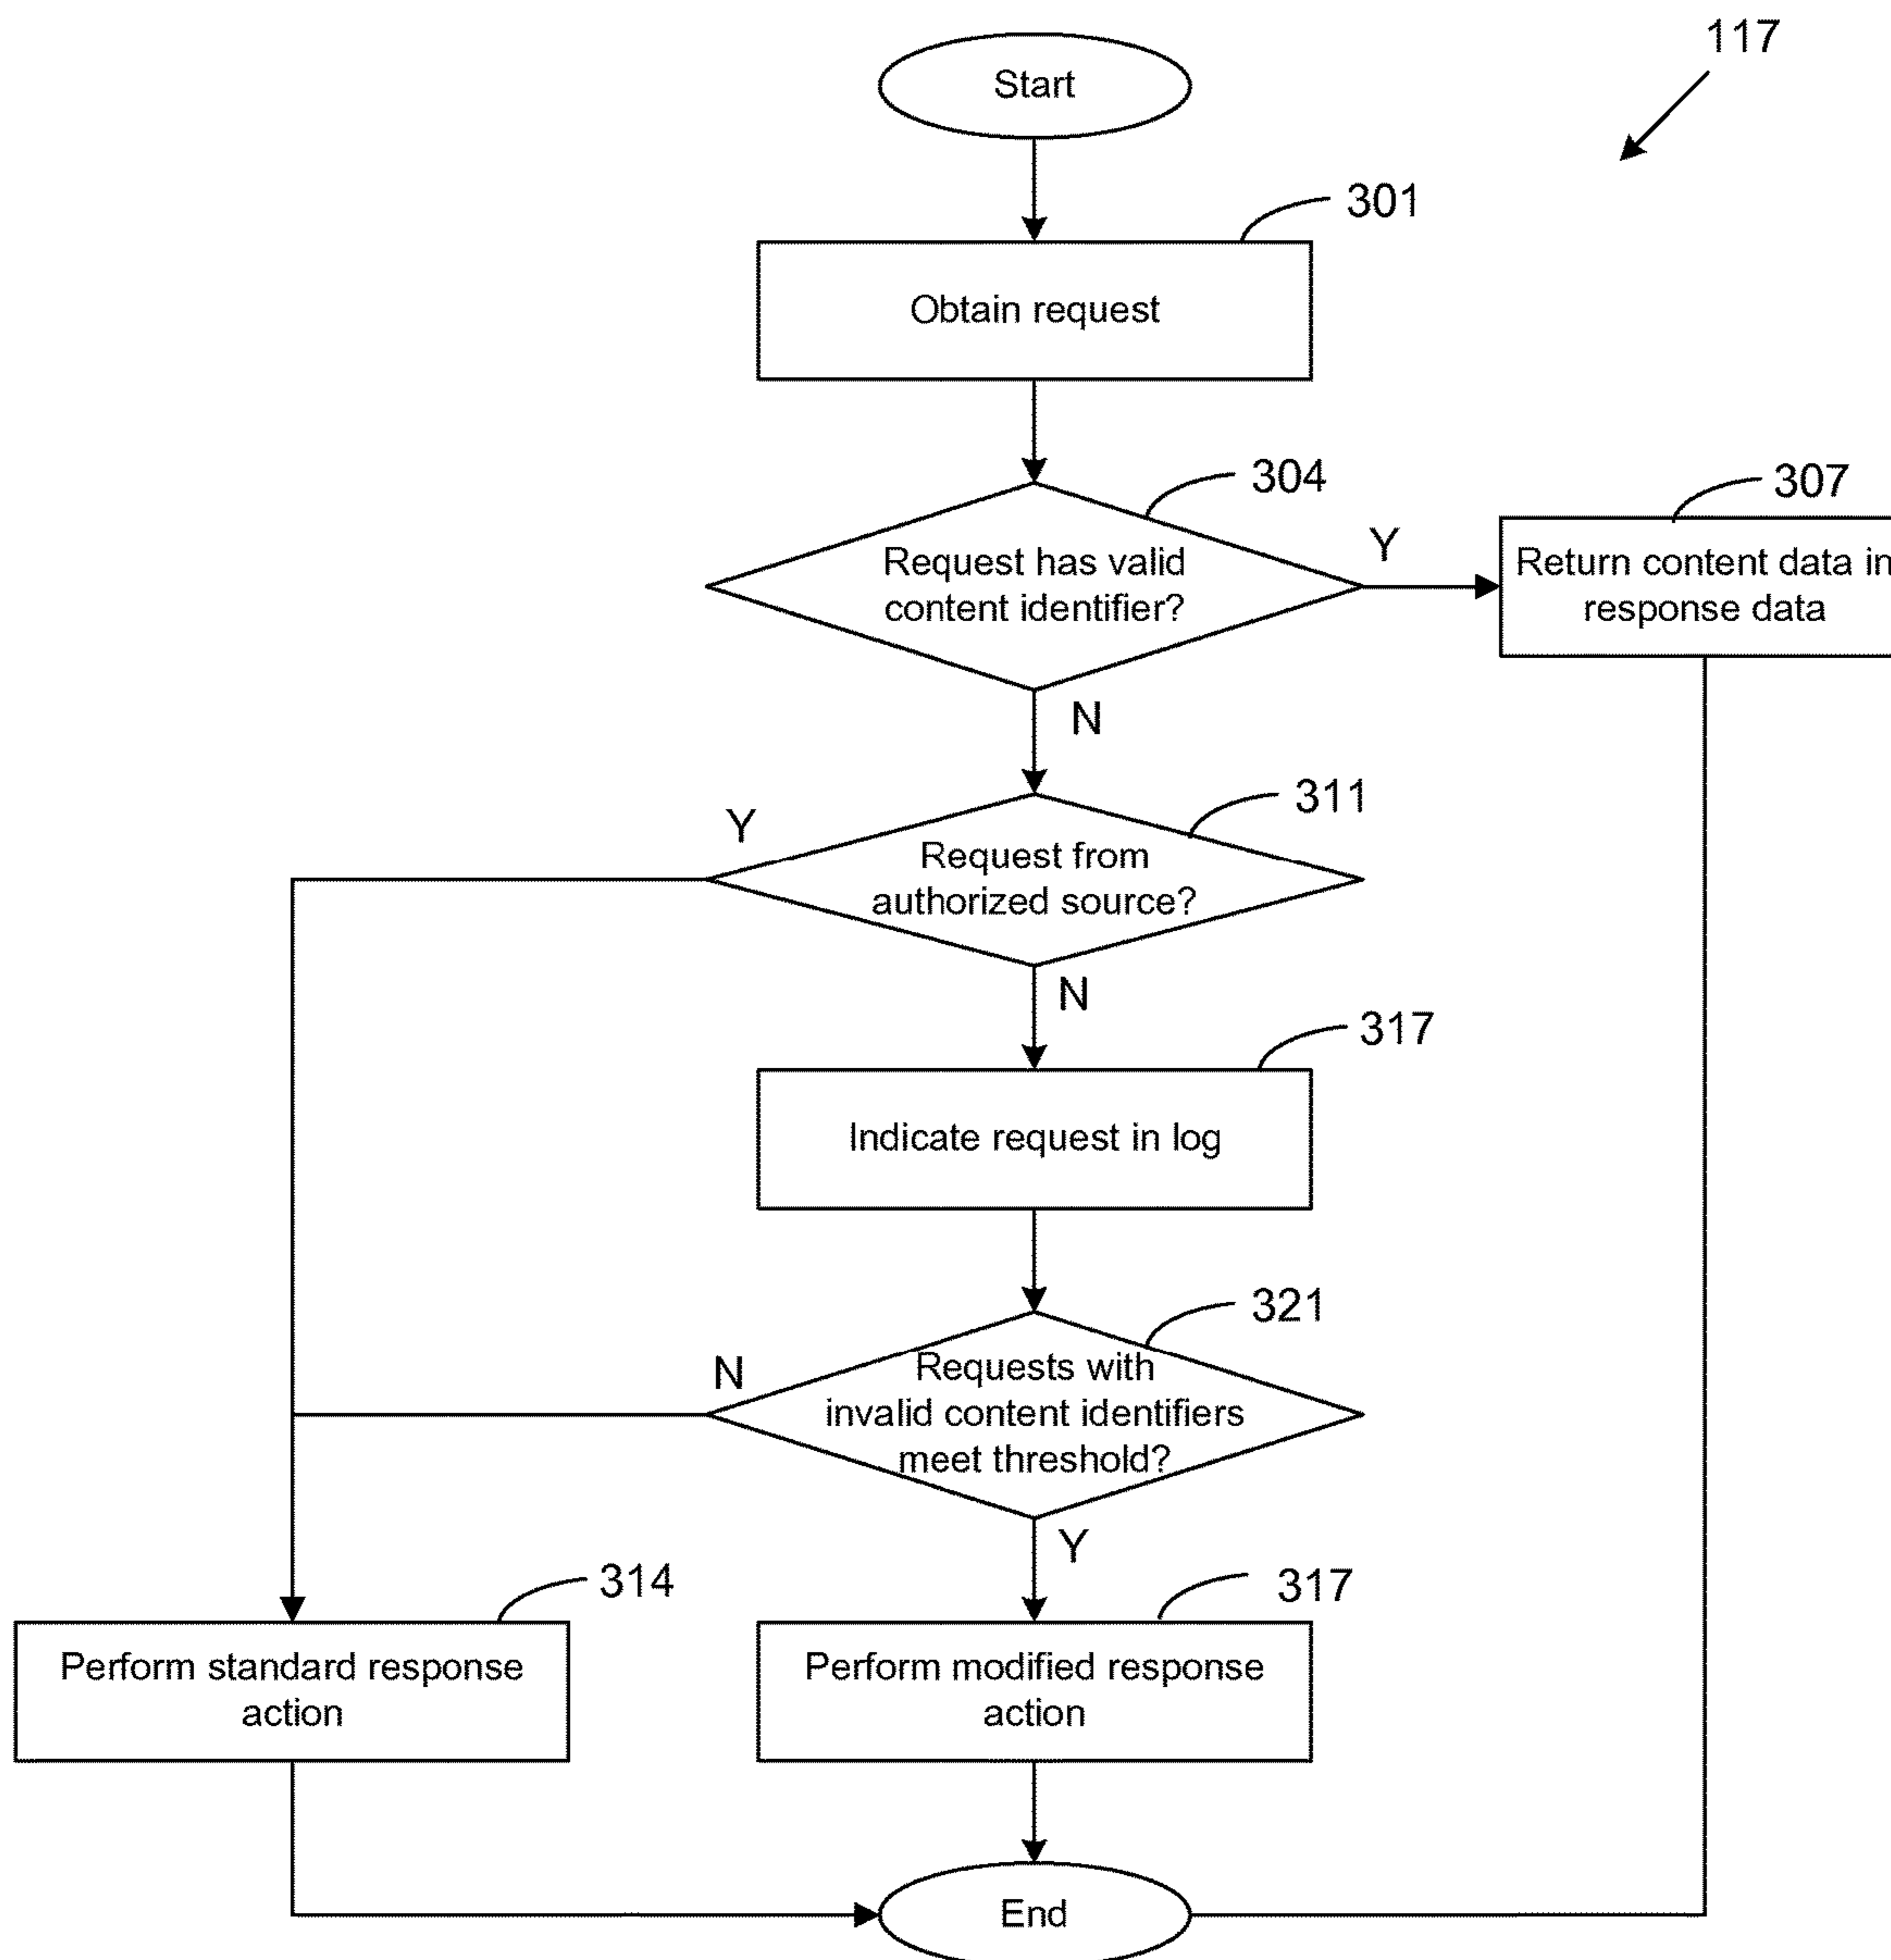 117
Start
301
Obtain request
304
Request has valid
content identifier?
Y
307
Return content data in
response data
N
311
Y
Request from
authorized source?
N
317
Indicate request in log
321
N
Requests with
invalid content identifiers
meet threshold?
Y
314
Perform standard response
action
317
Perform modified response
action
End